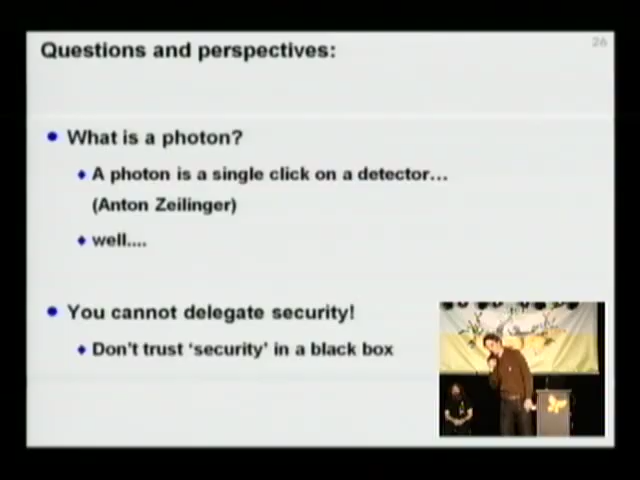 26
Questions and perspectives:
What is a photon?
A photon is a single click on a detector...
(Anton Zeilinger)
well....
You cannot delegate security!
Don't trust 'security' in a black box